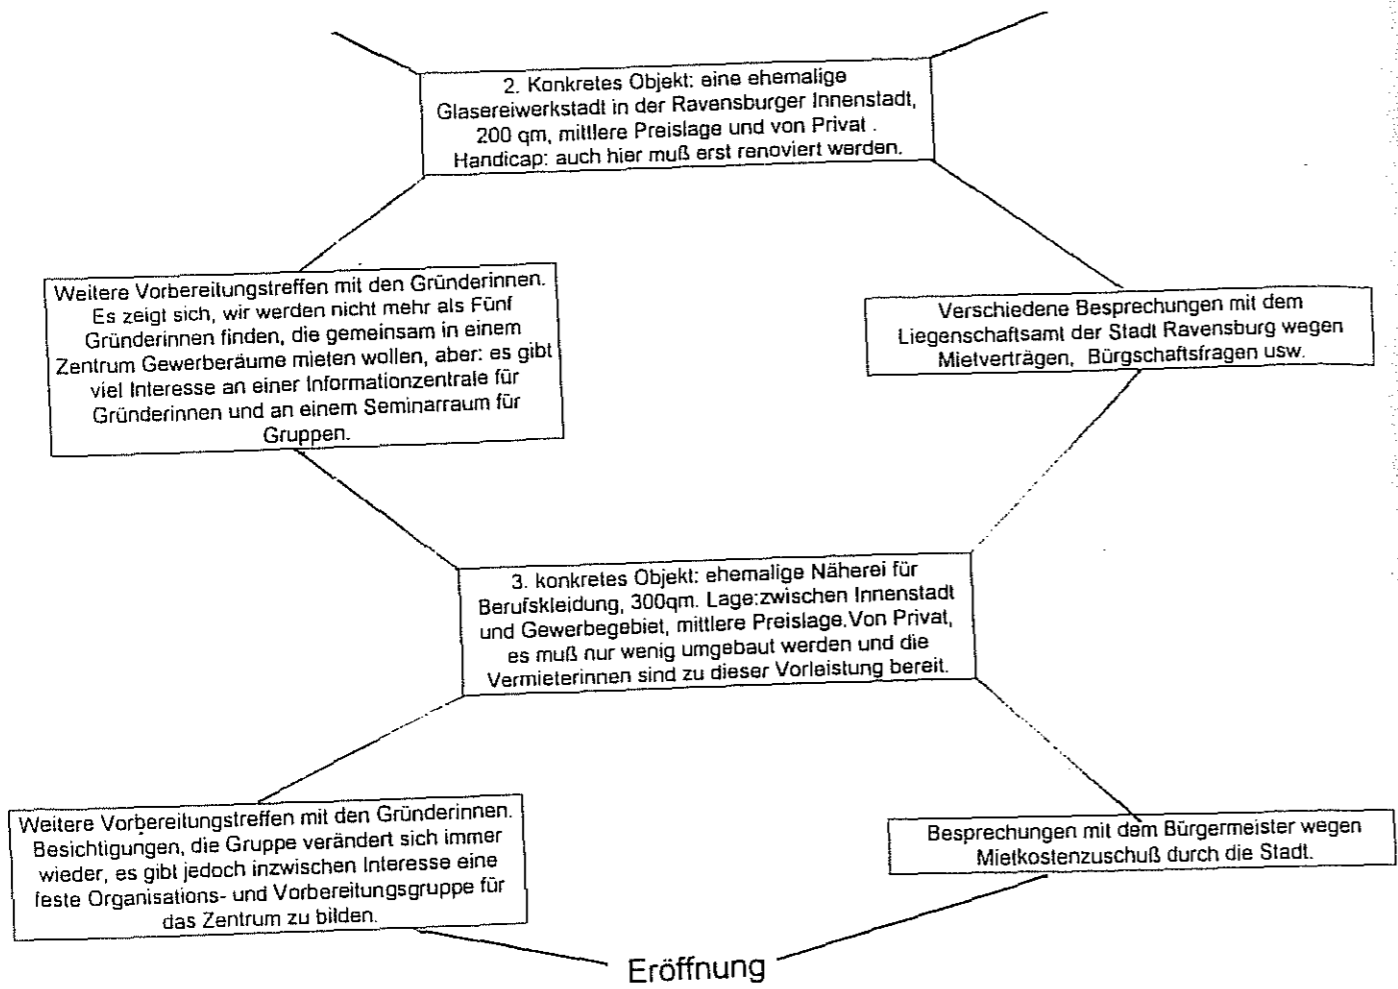 2. Konkretes Objekt: eine ehemalige
Glasereiwerkstadt in der Ravensburger Innenstadt,
200 qm, mittlere Preislage und von Privat .
Handicap: auch hier muß erst renoviert werden.
Weitere Vorbereitungstreffen mit den Gründerinnen.
Es zeigt sich, wir werden nicht mehr als Fünf
Gründerinnen finden, die gemeinsam in einem
Zentrum Gewerberäume mieten wollen, aber: es gibt
viel Interesse an einer Informationzentrale für
Gründerinnen und an einem Seminarraum für
Gruppen.
Verschiedene Besprechungen mit dem
Liegenschaftsamt der Stadt Ravensburg wegen
Mietverträgen, Bürgschaftsfragen usw.
3. konkretes Objekt: ehemalige Näherei für
Berufskleidung, 300qm. Lage:zwischen Innenstadt
und Gewerbegebiet, mittlere Preislage.Von Privat,
es muß nur wenig umgebaut werden und die
Vermieterinnen sind zu dieser Vorleistung bereit.
Weitere Vorbereitungstreffen mit den Gründerinnen.
Besichtigungen, die Gruppe verändert sich immer
wieder, es gibt jedoch inzwischen Interesse eine
feste Organisations- und Vorbereitungsgruppe für
das Zentrum zu bilden.
Besprechungen mit dem Bürgermeister wegen
Mietkostenzuschuß durch die Stadt.
Eröffnung